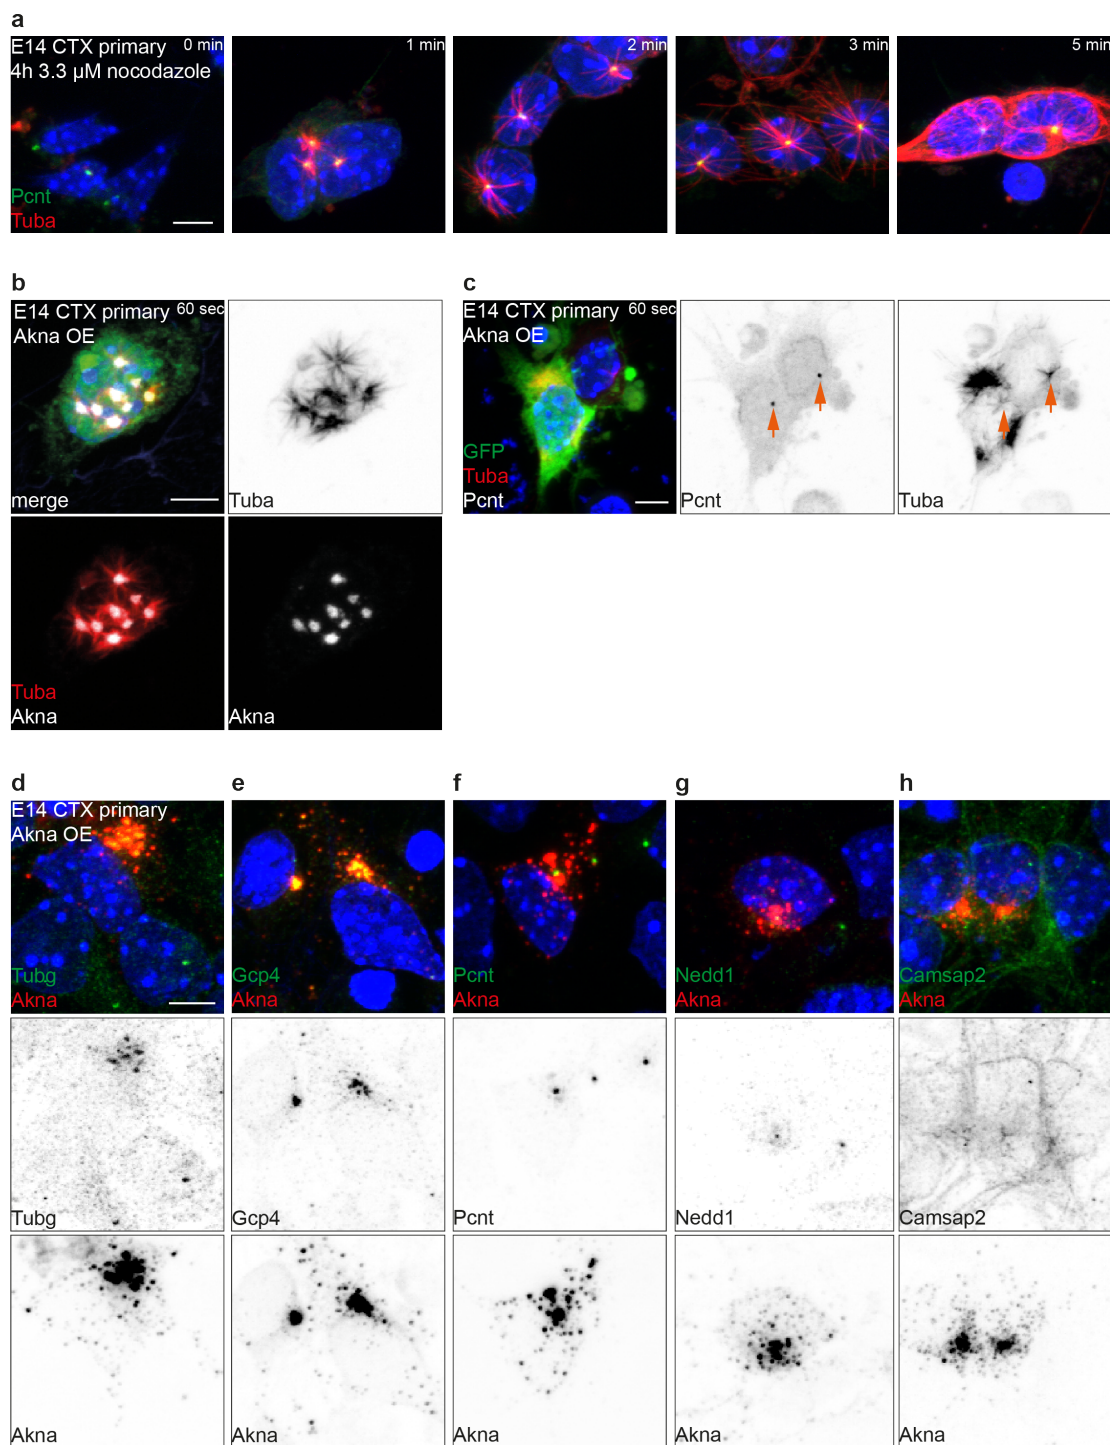 a
E14 CTX primary
4h 3.3 µM nocodazole
0 min
Pcnt
Tuba
1 min
2 min
3 min
5 min
b
E14 CTX primary 60 sec
Akna OE
merge
Tuba
Tuba
Akna
Akna
c
E14 CTX primary 60 sec
Akna OE
GFP
Tuba
Pcnt
Pcnt
Tuba
d
E14 CTX primary
Akna OE
Tubg
Akna
Tubg
Akna
e
Gcp4
Akna
Gcp4
Akna
f
Pcnt
Akna
Pcnt
Akna
g
Nedd1
Akna
Nedd1
Akna
h
Camsap2
Akna
Camsap2
Akna